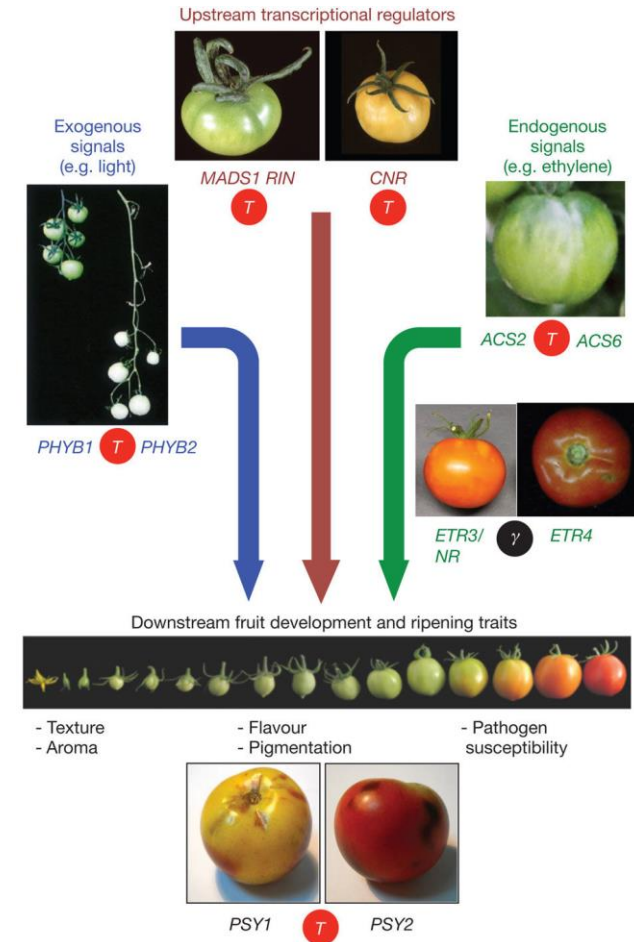 Upstream transcriptional regulators
Exogenous
signals
(e.g. light)
Endogenous
signals
(e.g. ethylene)
MADS1 RIN
CNR
T
T
ACS2 T ACS6
PHYB1 T PHYB2
ETR3/
NR
γ
ETR4
Downstream fruit development and ripening traits
- Texture
- Aroma
- Flavour
- Pigmentation
- Pathogen
susceptibility
PSY1 T PSY2